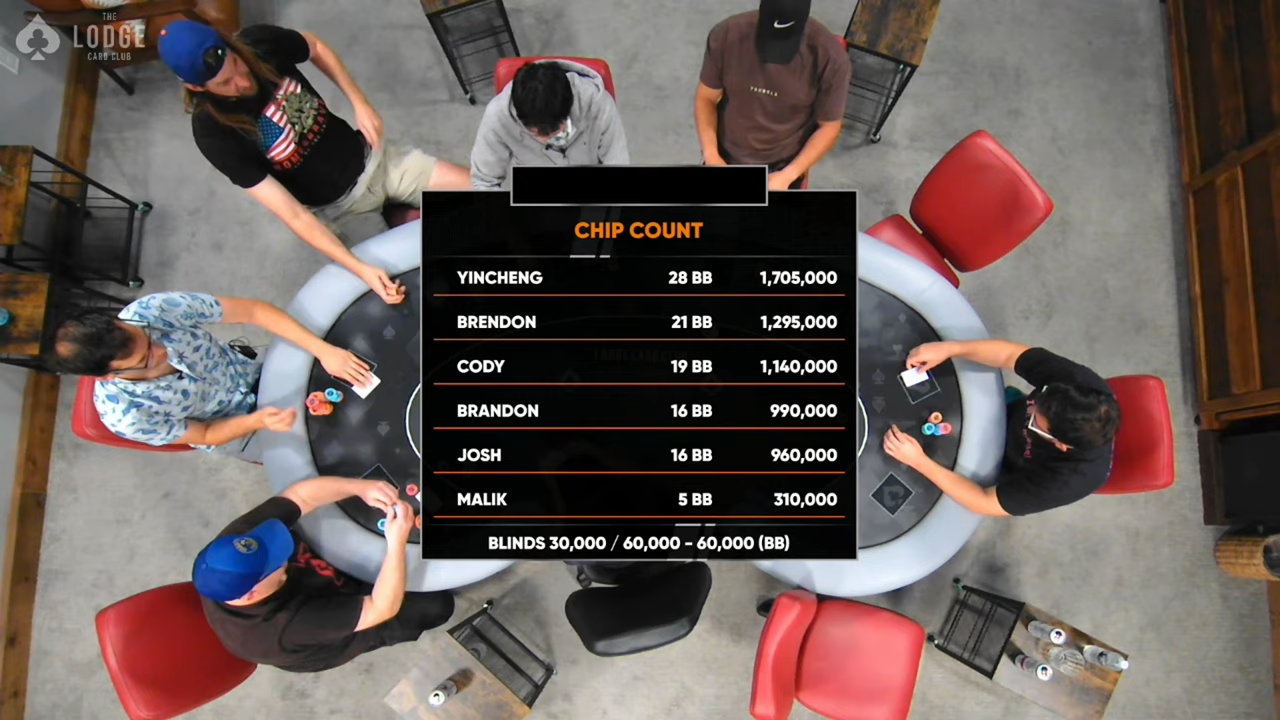 THE
LODGE
CARD CLUB
CHIP COUNT
YINCHENG 28 BB 1,705,000
BRENDON 21 BB 1,295,000
CODY 19 BB 1,140,000
BRANDON 16 BB 990,000
JOSH 16 BB 960,000
MALIK 5 BB 310,000
BLINDS 30,000 / 60,000 - 60,000 (BB)